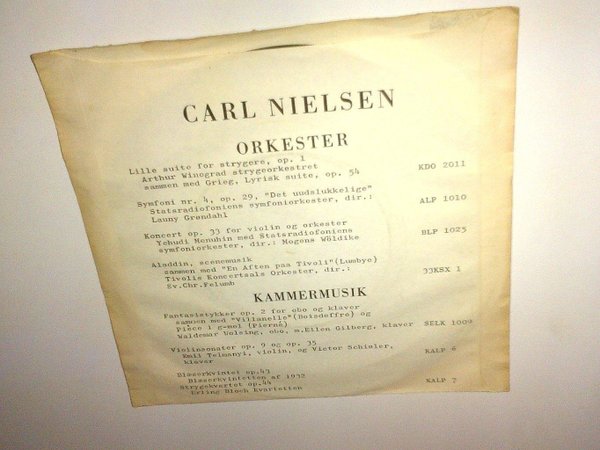 CARL NIELSEN
ORKESTER
Lille suite for strygere, op. 1
Arthur Winograd strygeorkestret
sammen med Grieg, Lyrisk suite, op. 54 KDO 2011
Symfoni nr. 4, op. 29, "Det uudslukkelige"
Statsradiofoniens symfoniorkester, dir.: ALP 1010
Launy Grøndahl
Koncert op. 33 for violin og orkester
Yehudi Menuhin med Statsradiofoniens BLP 1025
symfoniorkester, dir.: Mogens Wöldike
Aladdin, scenemusik
sammen med "En Aften paa Tivoli" (Lumbye)
Tivolis Koncertsals Orkester, dir.: 33KSX 1
Sv.Chr.Felumb
KAMMERMUSIK
Fantasistykker op. 2 for obo og klaver
sammen med "Villanelle" (Boisdeffre) og
Pièce i g-mol (Pierné)
Waldemar Wolsing, obo, m.Ellen Gilberg, klaver SELK 1009
Violinsonater op. 9 og op. 35
Emil Telmanyi, violin, og Victor Schiøler, KALP 6
klaver
Blæserkvintet op.43
Blæserkvintetten af 1932
Strygekvartet op.44 KALP 7
Erling Bloch kvartetten